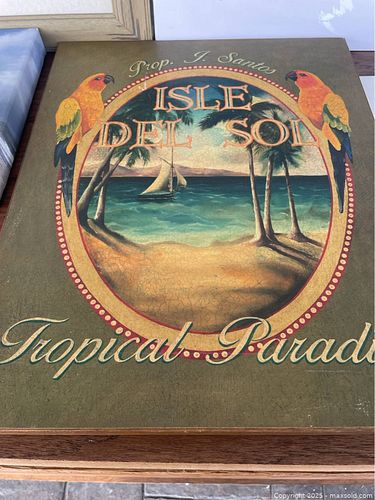 Prop. J. Santos
ISLE
DEL SOL
Tropical Paradi
Copyright 2025 - maxsold.com